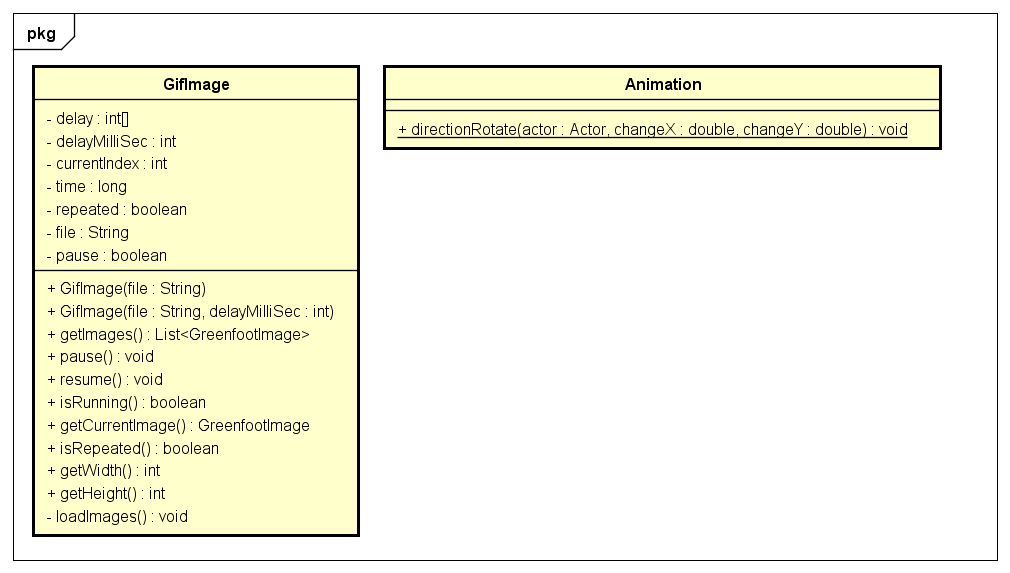 pkg
GifImage
- delay : int[]
- delayMilliSec : int
- currentIndex : int
- time : long
- repeated : boolean
- file : String
- pause : boolean
+ GifImage(file : String)
+ GifImage(file : String, delayMilliSec : int)
+ getImages() : List<GreenfootImage>
+ pause() : void
+ resume() : void
+ isRunning() : boolean
+ getCurrentImage() : GreenfootImage
+ isRepeated() : boolean
+ getWidth() : int
+ getHeight() : int
- loadImages() : void
Animation
+ directionRotate(actor : Actor, changeX : double, changeY : double) : void